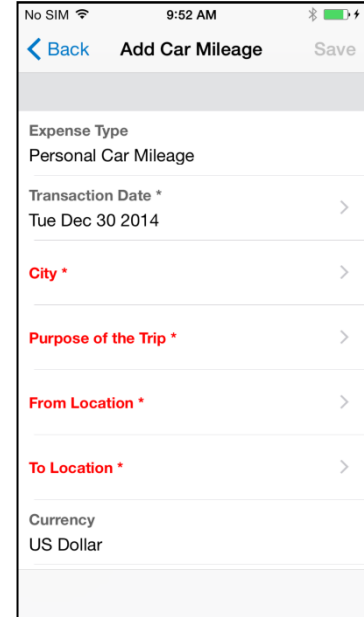 No SIM 9:52 AM
Back Add Car Mileage Save
Expense Type
Personal Car Mileage
Transaction Date *
Tue Dec 30 2014
City *
Purpose of the Trip *
From Location *
To Location *
Currency
US Dollar